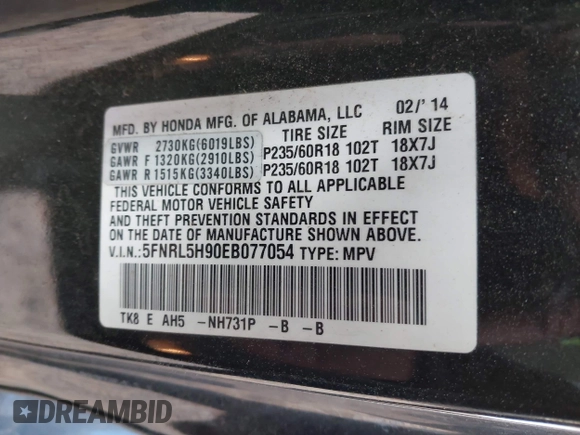 MFD. BY HONDA MFG. OF ALABAMA, LLC 02/'14
TIRE SIZE RIM SIZE
GVWR 2730KG(6019LBS)
GAWR F 1320KG(2910LBS) P235/60R18 102T 18X7J
GAWR R 1515KG(3340LBS) P235/60R18 102T 18X7J
THIS VEHICLE CONFORMS TO ALL APPLICABLE
FEDERAL MOTOR VEHICLE SAFETY
AND THEFT PREVENTION STANDARDS IN EFFECT
ON THE DATE OF MANUFACTURE SHOWN ABOVE.
V.I.N.:5FNRL5H90EB077054 TYPE: MPV
TK8 E AH5 -NH731P -B -B
DREAMBID